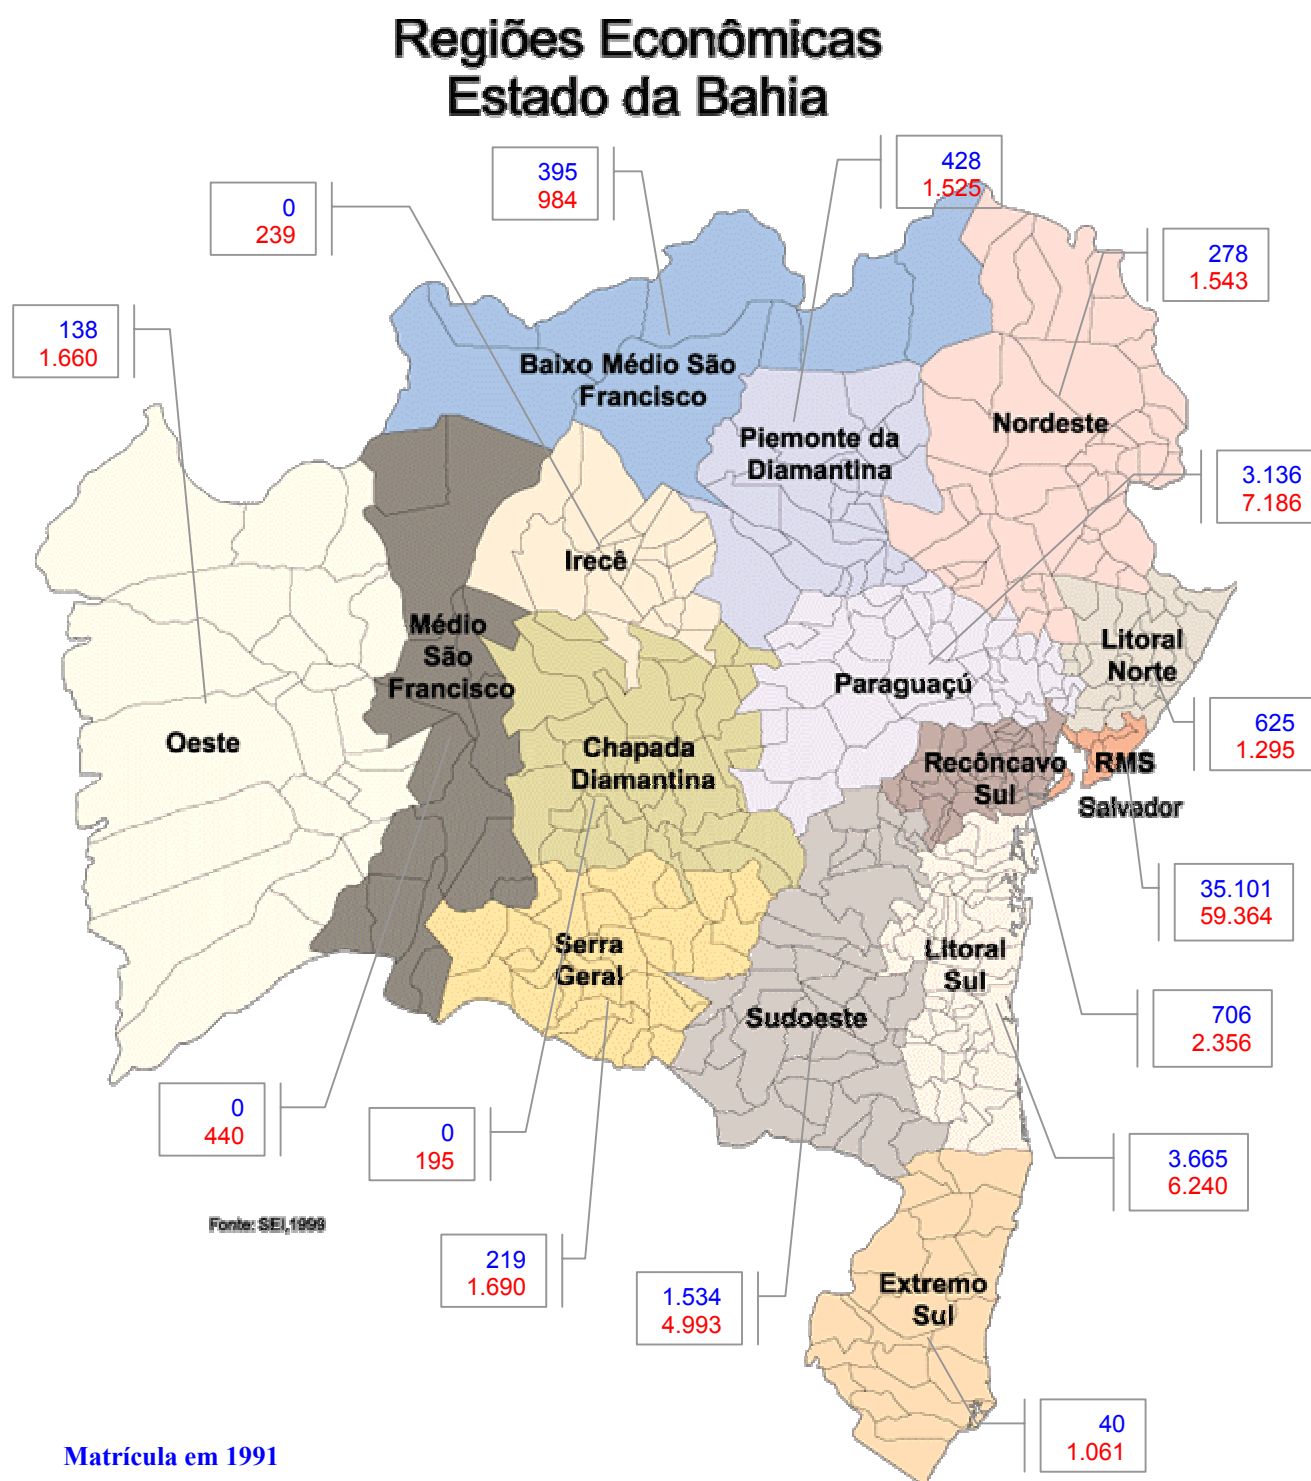 Regiões Econômicas
Estado da Bahia
395
984
428
1.525
0
239
278
1.543
138
1.660
Baixo Médio São
Francisco
Piemonte da
Diamantina
Nordeste
3.136
7.186
Irecê
Médio
São
Francisco
Litoral
Norte
Paraguaçú
Oeste
Chapada
Diamantina
Recôncavo
Sul
RMS
Salvador
625
1.295
35.101
59.364
Serra
Geral
Litoral
Sul
Sudoeste
706
2.356
0
440
0
195
3.665
6.240
Fonte: SEI,1999
219
1.690
1.534
4.993
Extremo
Sul
40
1.061
Matrícula em 1991